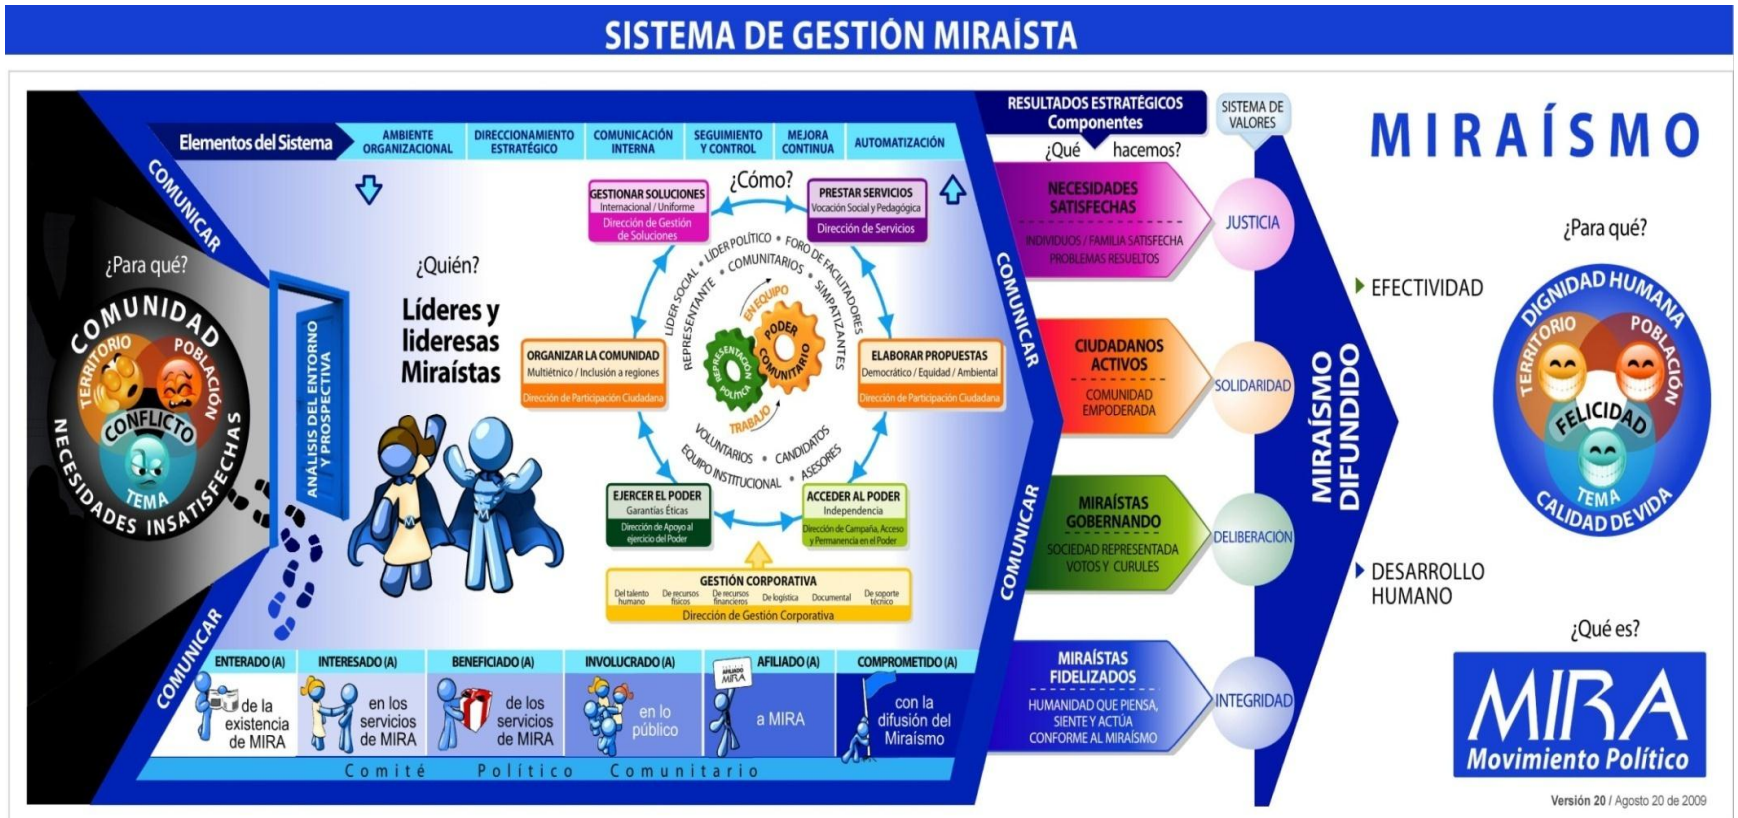 SISTEMA DE GESTIÓN MIRAÍSTA
Elementos del Sistema
AMBIENTE
ORGANIZACIONAL
DIRECCIONAMIENTO
ESTRATÉGICO
COMUNICACIÓN
INTERNA
SEGUIMIENTO
Y CONTROL
MEJORA
CONTINUA
AUTOMATIZACIÓN
COMUNICAR
¿Para qué?
COMUNIDAD
TERRITORIO
POBLACIÓN
CONFLICTO
TEMA
NECESIDADES INSATISFECHAS
COMUNICAR
ANÁLISIS DEL ENTORNO
Y PROSPECTIVA
¿Quién?
Líderes y
lideresas
Miraístas
¿Cómo?
GESTIONAR SOLUCIONES
Internacional / Uniforme
Dirección de Gestión
de Soluciones
PRESTAR SERVICIOS
Vocación Social y Pedagógica
Dirección de Servicios
ORGANIZAR LA COMUNIDAD
Multiétnico / Inclusión a regiones
Dirección de Participación Ciudadana
ELABORAR PROPUESTAS
Democrático / Equidad / Ambiental
Dirección de Participación Ciudadana
LÍDER SOCIAL • LÍDER POLÍTICO • FORO DE FACILITADORES
REPRESENTANTE • COMUNITARIOS • SIMPATIZANTES
EN EQUIPO
PODER
COMUNITARIO
REPRESENTACIÓN
POLÍTICA
TRABAJO
VOLUNTARIOS • CANDIDATOS
EQUIPO INSTITUCIONAL • ASESORES
EJERCER EL PODER
Garantías Éticas
Dirección de Apoyo al
ejercicio del Poder
ACCEDER AL PODER
Independencia
Dirección de Campaña, Acceso
y Permanencia en el Poder
GESTIÓN CORPORATIVA
Del talento
humano
De recursos
físicos
De recursos
financieros
De logística
Documental
De soporte
técnico
Dirección de Gestión Corporativa
M
M
ENTERADO (A)
de la
existencia
de MIRA
INTERESADO (A)
en los
servicios
de MIRA
BENEFICIADO (A)
de los
servicios
de MIRA
INVOLUCRADO (A)
en lo
público
AFILIADO (A)
AFILIADO
MIRA
a MIRA
COMPROMETIDO (A)
con la
difusión del
Miraísmo
Comité Político Comunitario
COMUNICAR
COMUNICAR
RESULTADOS ESTRATÉGICOS
Componentes
¿Qué hacemos?
NECESIDADES
SATISFECHAS
INDIVIDUOS / FAMILIA SATISFECHA
PROBLEMAS RESUELTOS
CIUDADANOS
ACTIVOS
COMUNIDAD
EMPODERADA
MIRAÍSTAS
GOBERNANDO
SOCIEDAD REPRESENTADA
VOTOS Y CURULES
MIRAÍSTAS
FIDELIZADOS
HUMANIDAD QUE PIENSA,
SIENTE Y ACTÚA
CONFORME AL MIRAÍSMO
SISTEMA DE
VALORES
JUSTICIA
SOLIDARIDAD
DELIBERACIÓN
INTEGRIDAD
MIRAÍSMO
DIFUNDIDO
MIRAÍSMO
EFECTIVIDAD
DESARROLLO
HUMANO
¿Para qué?
DIGNIDAD HUMANA
TERRITORIO
POBLACIÓN
FELICIDAD
TEMA
CALIDAD DE VIDA
¿Qué es?
MIRA
Movimiento Político
Versión 20 / Agosto 20 de 2009